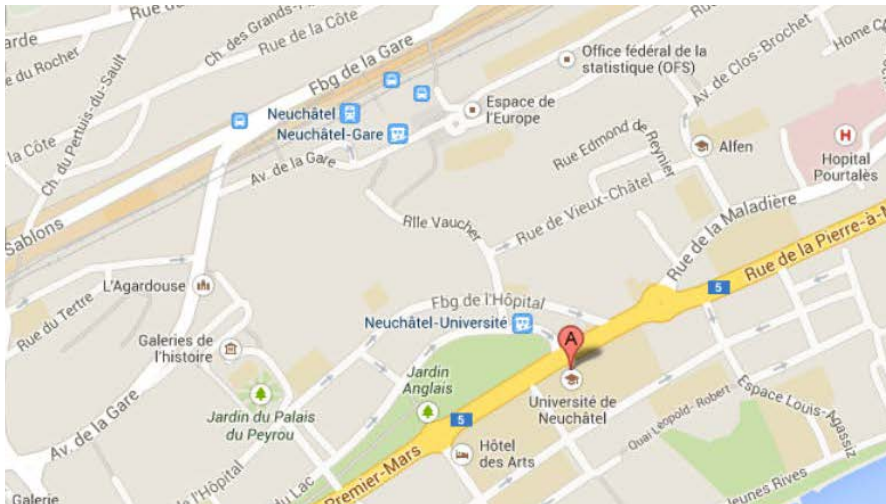 Rue du
Ch. des Grands-P
Rue de la Côte
arde
e du Rocher
Ch. du Pertuis-du-Sault
la Côte
Sablons
Fbg de la Gare
Neuchâtel
Neuchâtel-Gare
Av. de la Gare
Office fédéral de la
statistique (OFS)
Espace de
l'Europe
Av. de Clos-Brochet
Home C
Alfen
H
Hopital
Pourtalès
Rue Edmond de Reynier
Rue de Vieux-Châtel
Rlle Vaucher
Rue de la Maladière
5
Rue de la Pierre-à-M
L'Agardouse
Rue du Tertre
Galeries de
l'histoire
Fbg de l'Hôpital
Neuchâtel-Université
A
Université de
Neuchâtel
Jardin
Anglais
Jardin du Palais
du Peyrou
5
Hôtel
des Arts
Av. de la Gare
de l'Hôpital
du Lac
Premier-Mars
Quai Léopold-Robert
Espace Louis-Agassiz
Jeunes Rives
Galerie